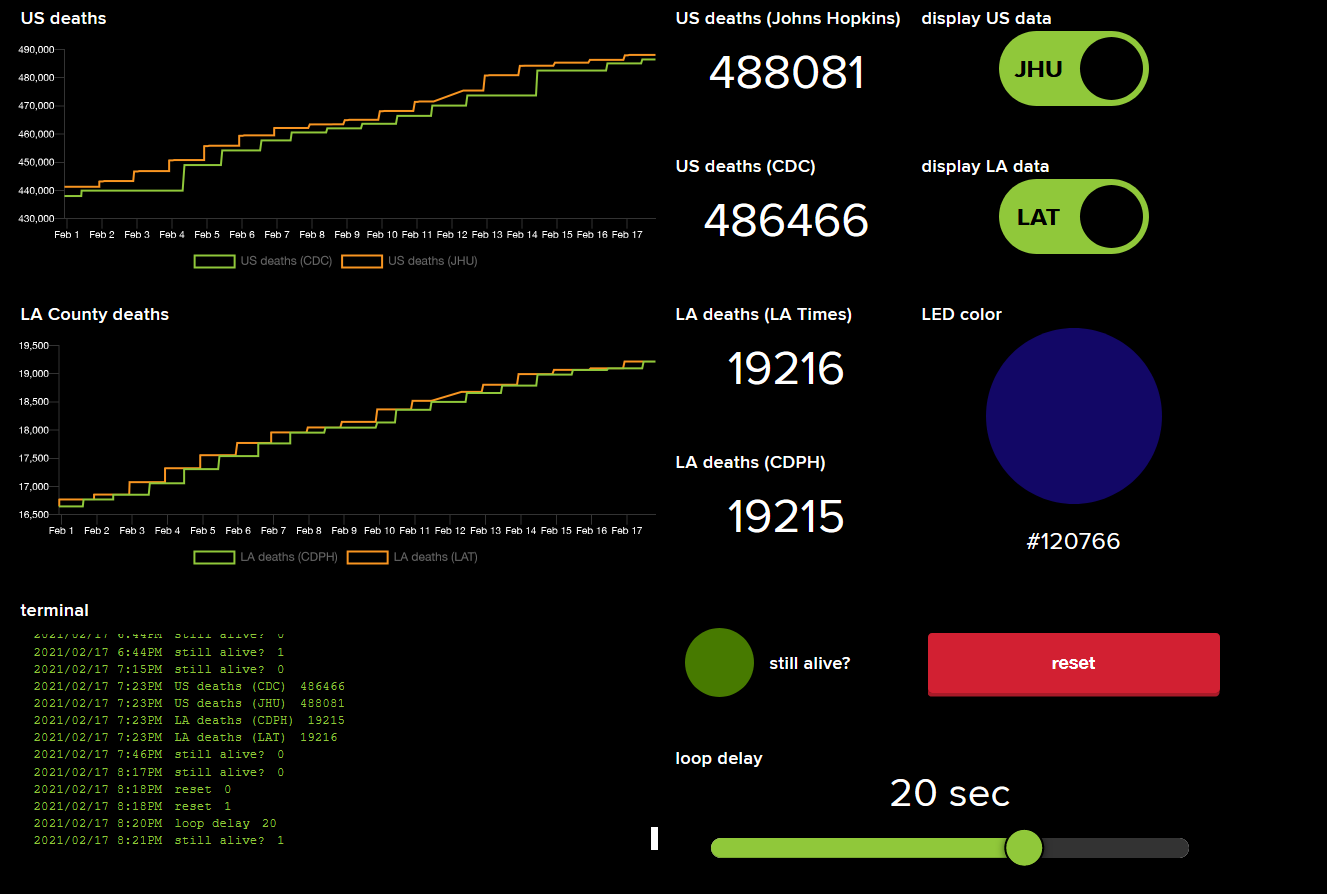 US deaths
490,000
480,000
470,000
460,000
450,000
440,000
430,000
Feb 1 Feb 2 Feb 3 Feb 4 Feb 5 Feb 6 Feb 7 Feb 8 Feb 9 Feb 10 Feb 11 Feb 12 Feb 13 Feb 14 Feb 15 Feb 16 Feb 17
US deaths (CDC) US deaths (JHU)
US deaths (Johns Hopkins)
488081
display US data
JHU
US deaths (CDC)
486466
display LA data
LAT
LA County deaths
19,500
19,000
18,500
18,000
17,500
17,000
16,500
Feb 1 Feb 2 Feb 3 Feb 4 Feb 5 Feb 6 Feb 7 Feb 8 Feb 9 Feb 10 Feb 11 Feb 12 Feb 13 Feb 14 Feb 15 Feb 16 Feb 17
LA deaths (CDPH) LA deaths (LAT)
LA deaths (LA Times)
19216
LED color
#120766
LA deaths (CDPH)
19215
terminal
2021/02/17 6:44PM still alive? 0
2021/02/17 6:44PM still alive? 1
2021/02/17 7:15PM still alive? 0
2021/02/17 7:23PM US deaths (CDC) 486466
2021/02/17 7:23PM US deaths (JHU) 488081
2021/02/17 7:23PM LA deaths (CDPH) 19215
2021/02/17 7:23PM LA deaths (LAT) 19216
2021/02/17 7:46PM still alive? 0
2021/02/17 8:17PM still alive? 0
2021/02/17 8:18PM reset 0
2021/02/17 8:18PM reset 1
2021/02/17 8:20PM loop delay 20
2021/02/17 8:21PM still alive? 1
still alive?
reset
loop delay
20 sec